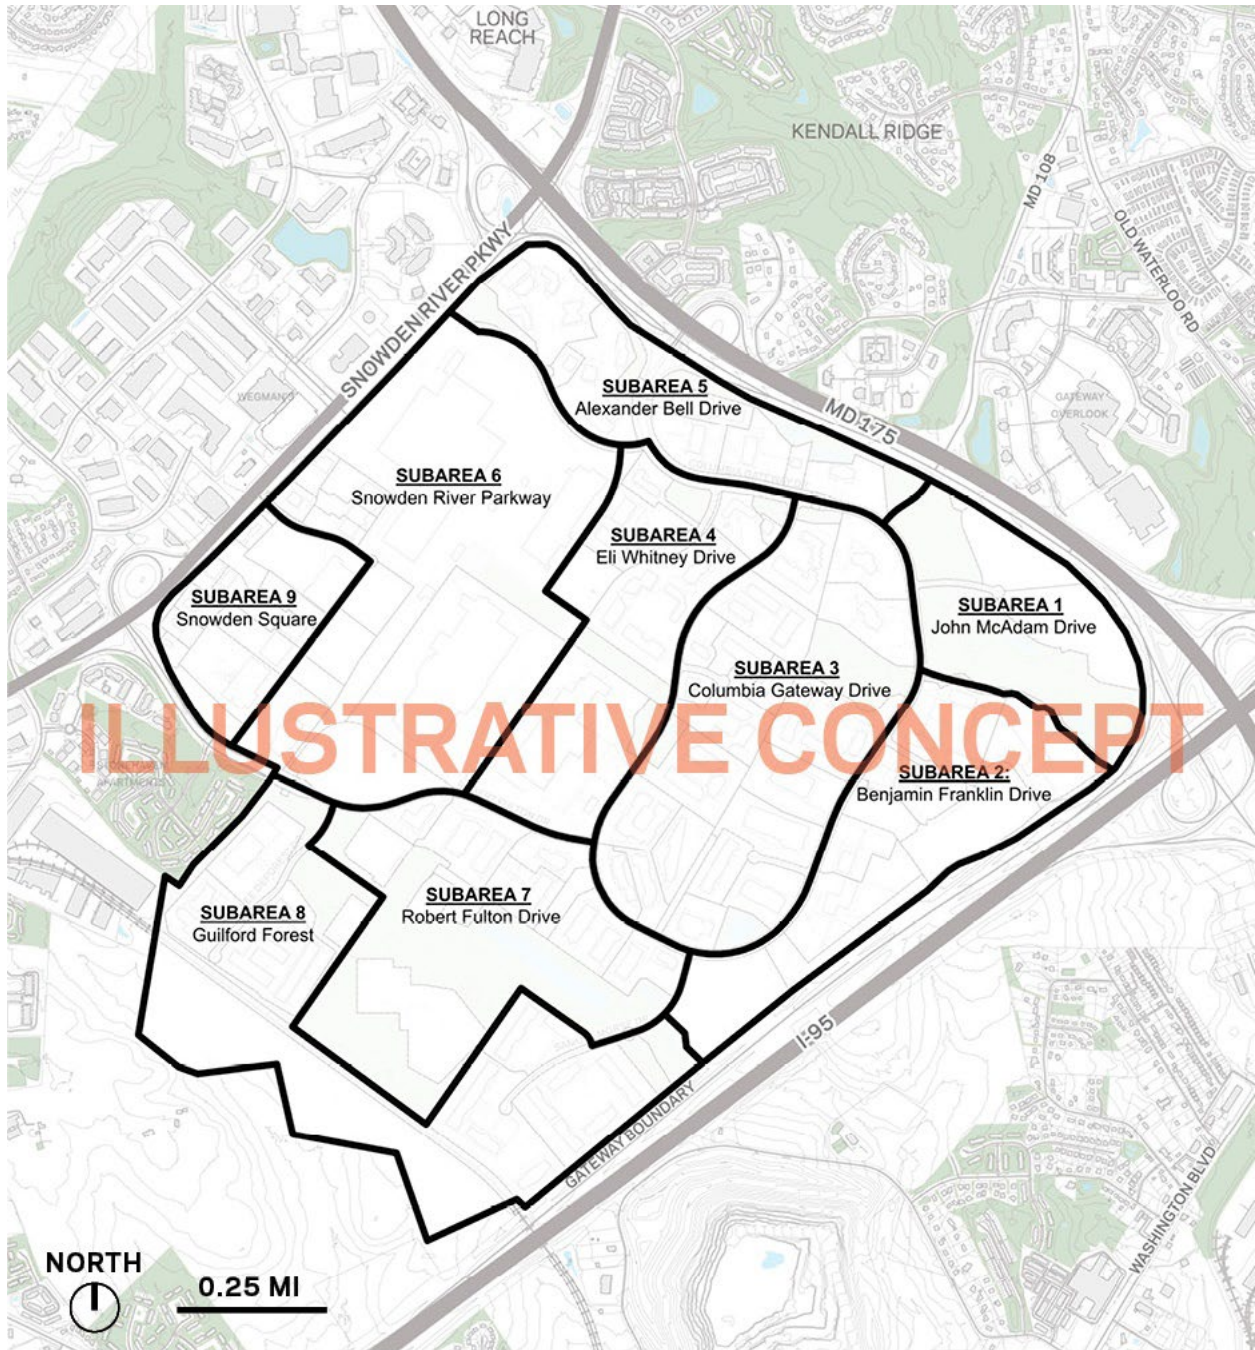 LONG
REACH
KENDALL RIDGE
MD 108
OLD WATERLOO RD
SNOWDEN RIVER PKWY
WEGMAN'S
SUBAREA 5
Alexander Bell Drive
MD 175
GATEWAY
OVERLOOK
SUBAREA 6
Snowden River Parkway
SUBAREA 4
Eli Whitney Drive
SUBAREA 9
Snowden Square
SUBAREA 1
John McAdam Drive
SUBAREA 3
Columbia Gateway Drive
ILLUSTRATIVE CONCEPT
APARTMENTS
SUBAREA 2:
Benjamin Franklin Drive
SUBAREA 7
Robert Fulton Drive
SUBAREA 8
Guilford Forest
I-95
GATEWAY BOUNDARY
WASHINGTON BLVD
NORTH
0.25 MI